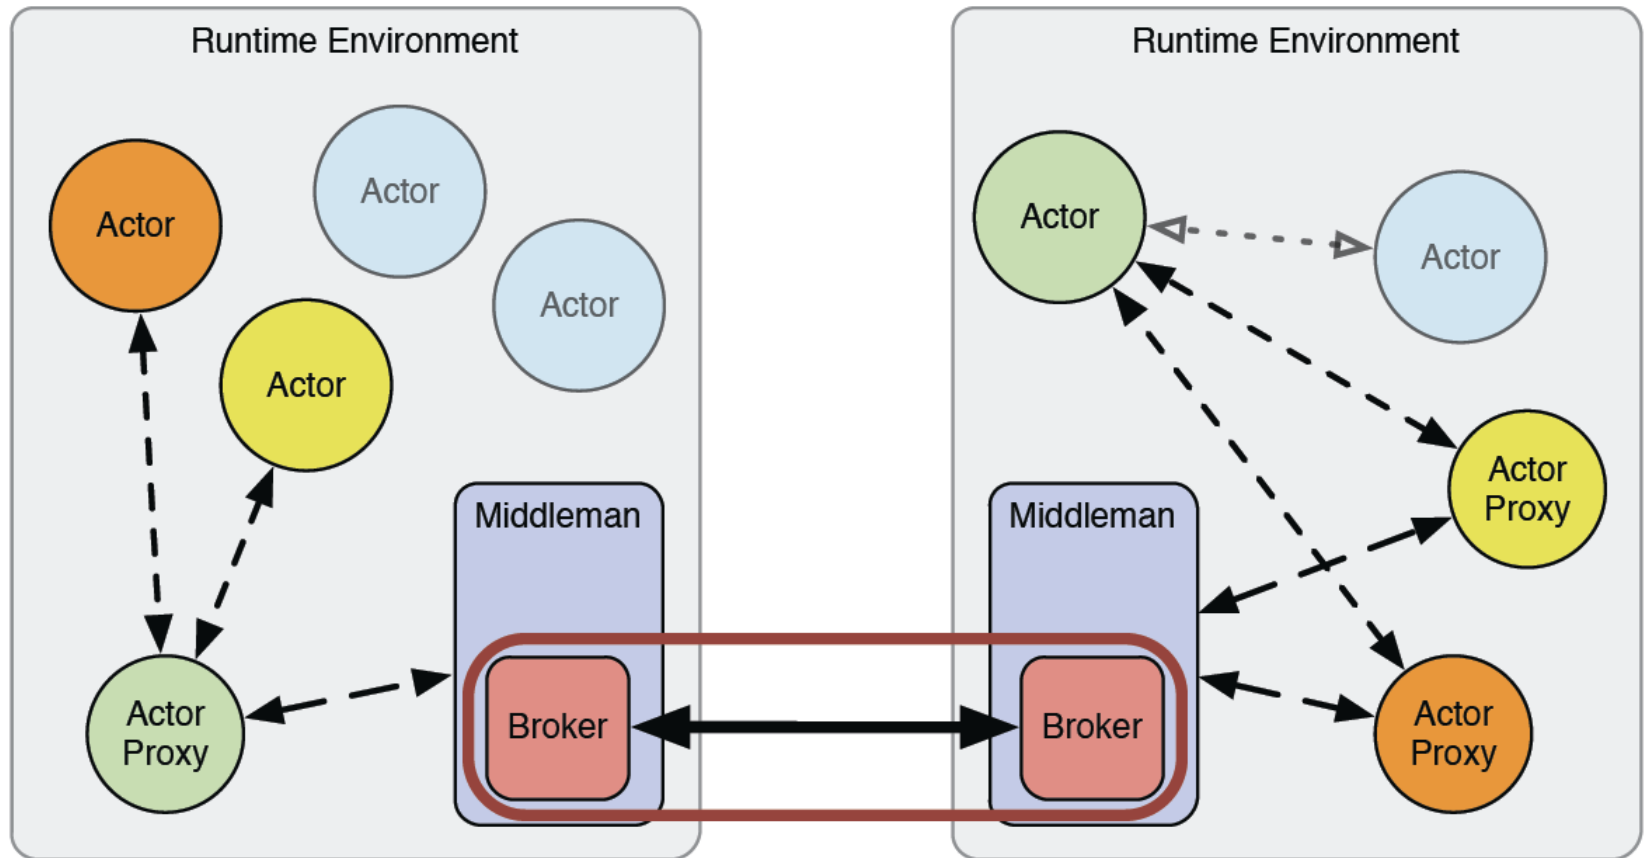 Runtime Environment
Actor
Actor
Actor
Actor
Middleman
Broker
Actor
Proxy
Runtime Environment
Actor
Actor
Actor
Proxy
Middleman
Broker
Actor
Proxy